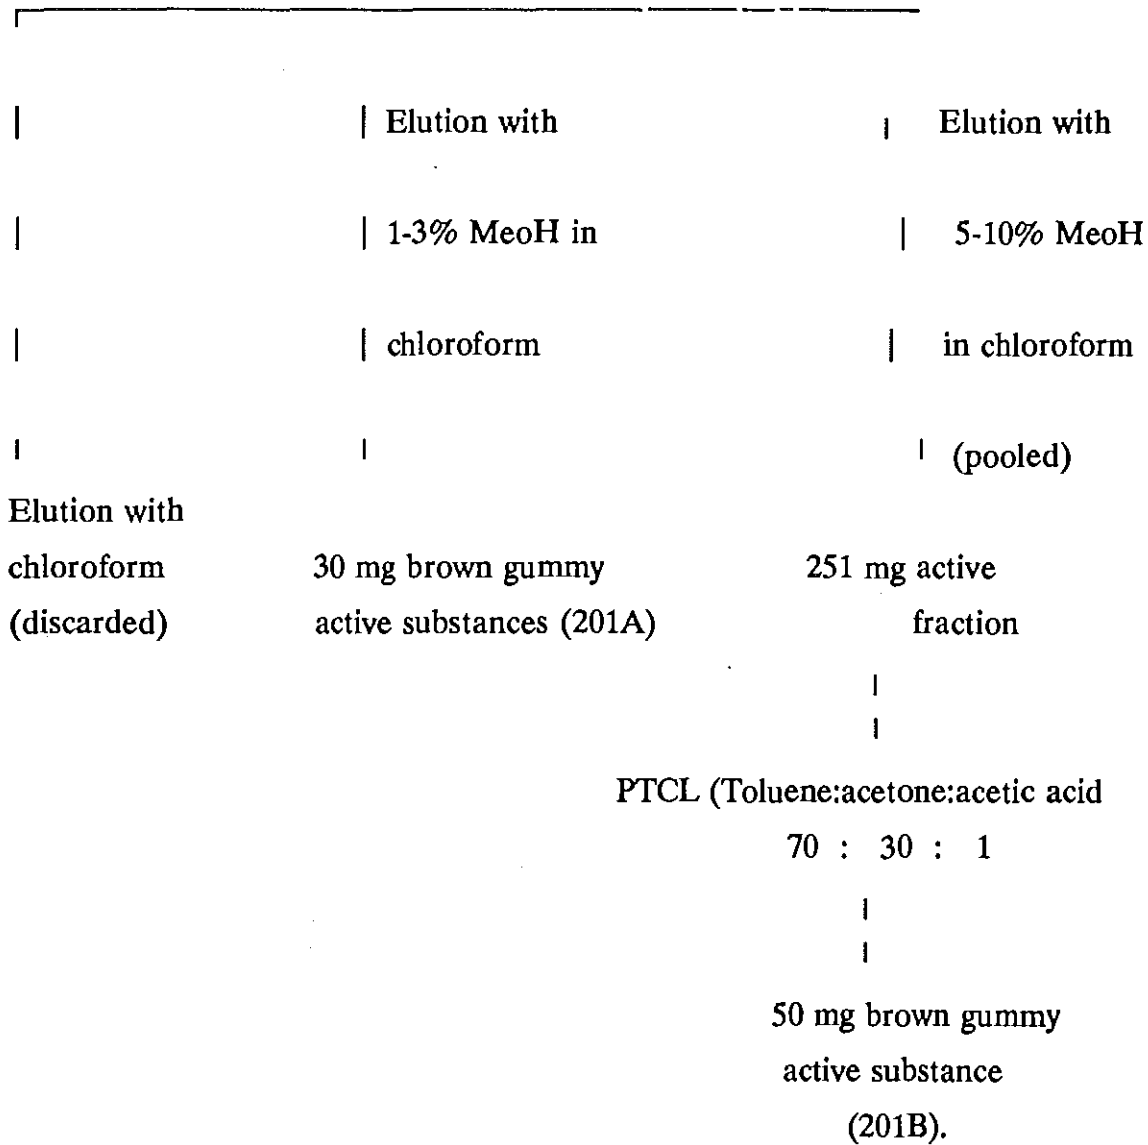 Elution with
1-3% MeoH in
chloroform
Elution with
5-10% MeoH
in chloroform
(pooled)
Elution with
chloroform
(discarded)
30 mg brown gummy
active substances (201A)
251 mg active
fraction
PTCL (Toluene:acetone:acetic acid
70 : 30 : 1
50 mg brown gummy
active substance
(201B).